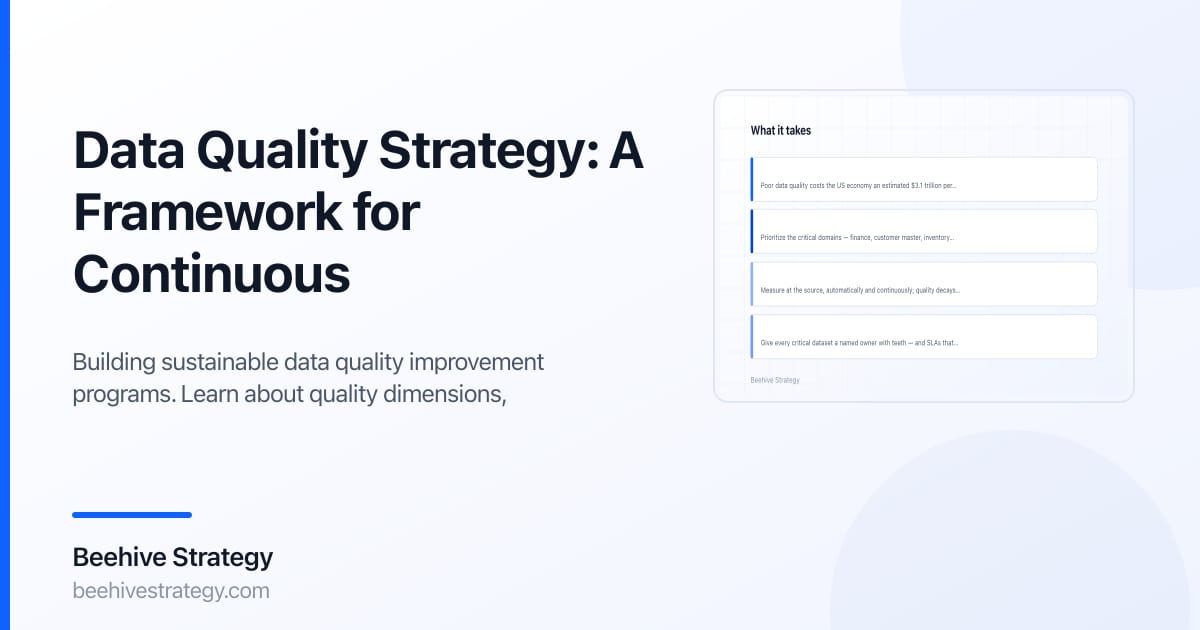 Data Quality Strategy: A
Framework for
Continuous
Building sustainable data quality improvement
programs. Learn about quality dimensions,
Beehive Strategy
beehivestrategy.com
What it takes
Poor data quality costs the US economy an estimated $3.1 trillion per...
Prioritize the critical domains — finance, customer master, inventory...
Measure at the source, automatically and continuously; quality decays...
Give every critical dataset a named owner with teeth — and SLAs that...
Beehive Strategy